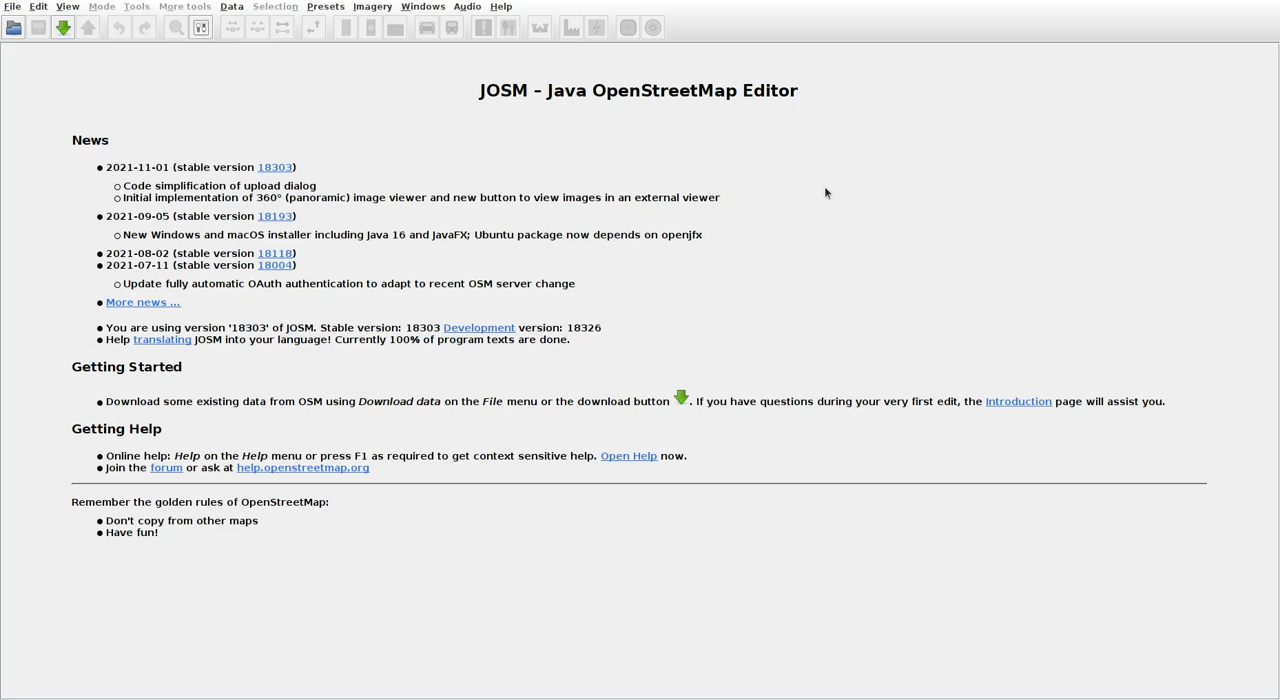 File Edit View Mode Tools More tools Data Selection Presets Imagery Windows Audio Help
JOSM – Java OpenStreetMap Editor
News
2021-11-01 (stable version 18303)
Code simplification of upload dialog
Initial implementation of 360° (panoramic) image viewer and new button to view images in an external viewer
2021-09-05 (stable version 18193)
New Windows and macOS installer including Java 16 and JavaFX; Ubuntu package now depends on openjfx
2021-08-02 (stable version 18118)
2021-07-11 (stable version 18004)
Update fully automatic OAuth authentication to adapt to recent OSM server change
More news ...
You are using version '18303' of JOSM. Stable version: 18303 Development version: 18326
Help translating JOSM into your language! Currently 100% of program texts are done.
Getting Started
Download some existing data from OSM using Download data on the File menu or the download button . If you have questions during your very first edit, the Introduction page will assist you.
Getting Help
Online help: Help on the Help menu or press F1 as required to get context sensitive help. Open Help now.
Join the forum or ask at help.openstreetmap.org
Remember the golden rules of OpenStreetMap:
Don't copy from other maps
Have fun!